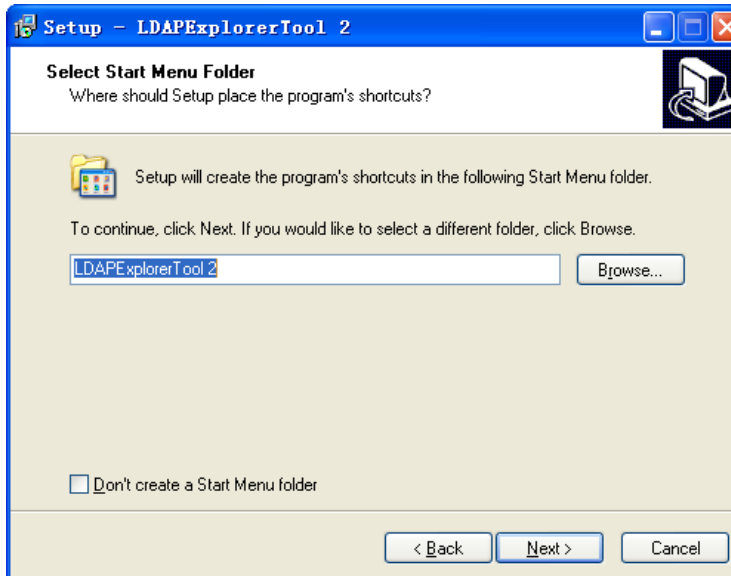 Setup - LDAPExplorerTool 2
Select Start Menu Folder
Where should Setup place the program's shortcuts?
Setup will create the program's shortcuts in the following Start Menu folder.
To continue, click Next. If you would like to select a different folder, click Browse.
LDAPExplorerTool 2
Browse...
Don't create a Start Menu folder
< Back
Next >
Cancel